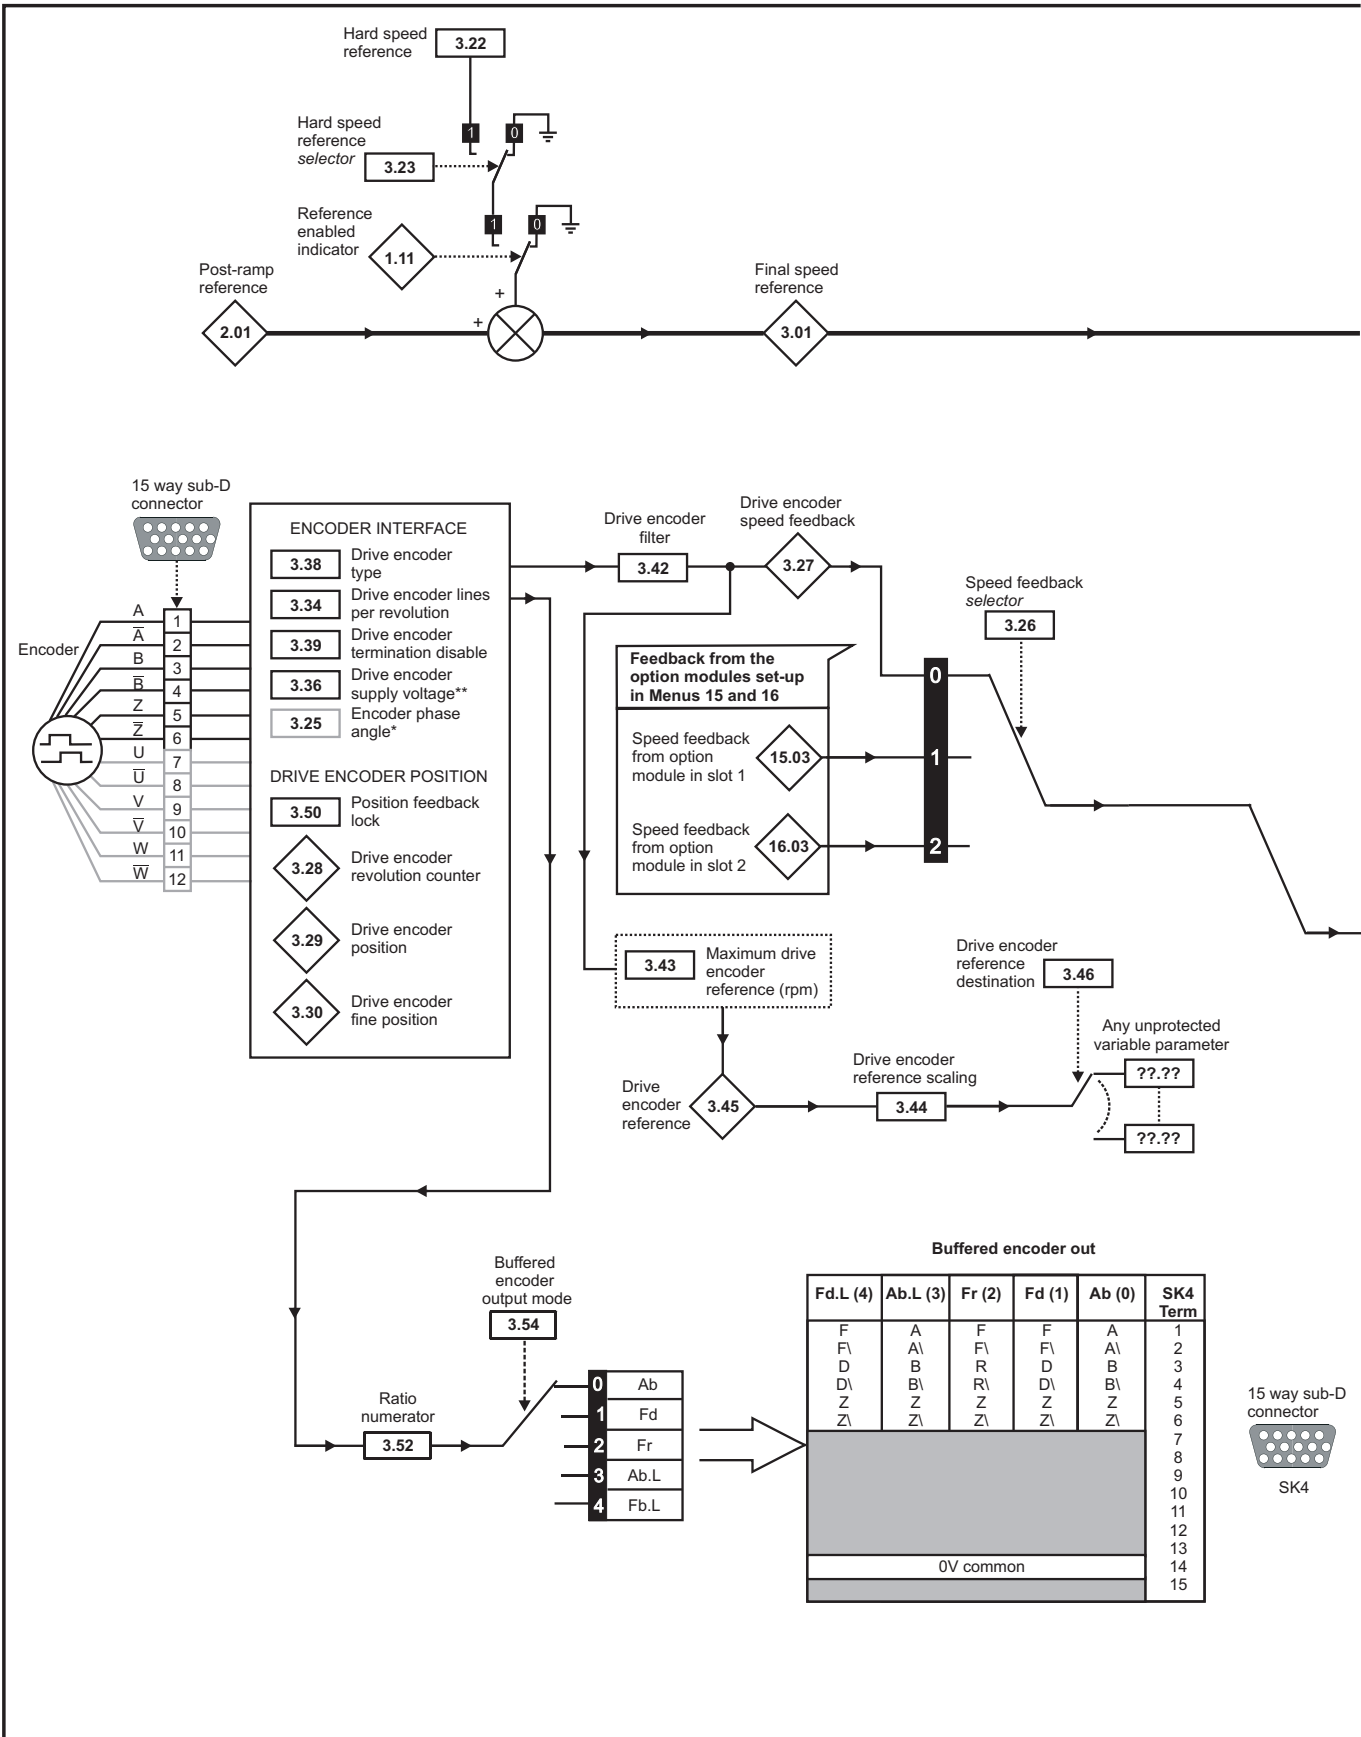 Hard speed
reference
3.22
Hard speed
reference
selector
1
0
3.23
Reference
enabled
indicator
1
0
1.11
Post-ramp
reference
+
+
2.01
Final speed
reference
3.01
15 way sub-D
connector
Encoder
A
A̅
B
B̅
Z
Z̅
U
U̅
V
V̅
W
W̅
1
2
3
4
5
6
7
8
9
10
11
12
ENCODER INTERFACE
3.38 Drive encoder
type
3.34 Drive encoder lines
per revolution
3.39 Drive encoder
termination disable
3.36 Drive encoder
supply voltage**
3.25 Encoder phase
angle*
DRIVE ENCODER POSITION
3.50 Position feedback
lock
3.28 Drive encoder
revolution counter
3.29 Drive encoder
position
3.30 Drive encoder
fine position
Drive encoder
filter
3.42
Drive encoder
speed feedback
3.27
Speed feedback
selector
3.26
Feedback from the
option modules set-up
in Menus 15 and 16
Speed feedback
from option
module in slot 1
15.03
Speed feedback
from option
module in slot 2
16.03
0
1
2
3.43 Maximum drive
encoder
reference (rpm)
Drive encoder
reference
destination
3.46
Any unprotected
variable parameter
??.??
??.??
Drive
encoder
reference
3.45
Drive encoder
reference scaling
3.44
Buffered
encoder
output mode
3.54
Ratio
numerator
3.52
0 Ab
1 Fd
2 Fr
3 Ab.L
4 Fb.L
Buffered encoder out
Fd.L (4) Ab.L (3) Fr (2) Fd (1) Ab (0) SK4
Term
F A F F A 1
F\ A\ F\ F\ A\ 2
D B R D B 3
D\ B\ R\ D\ B\ 4
Z Z Z Z Z 5
Z\ Z\ Z\ Z\ Z\ 6
7
8
9
10
11
12
13
0V common 14
15
15 way sub-D
connector
SK4